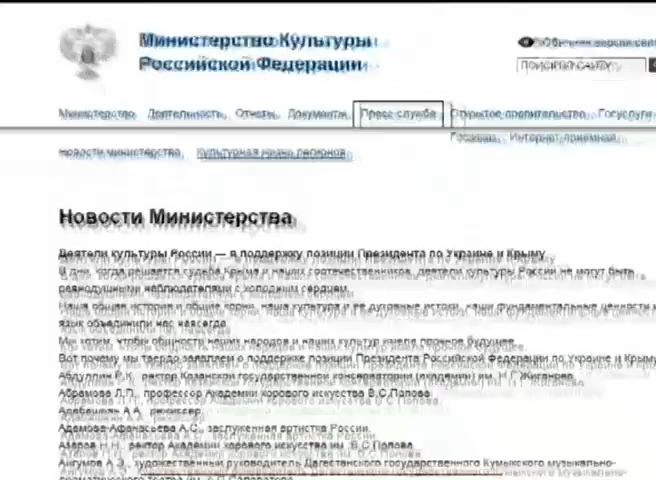 Министерство Культуры
Российской Федерации
Обычная версия сайта
ПОИСК ПО САЙТУ
Министерство Деятельность Отчеты Документы Пресс-служба Открытое правительство Госуслуги
Интернет-приемная
Новости министерства Культурная жизнь регионов
Новости Министерства
Деятели культуры России — в поддержку позиции Президента по Украине и Крыму
В дни, когда решается судьба Крыма и наших соотечественников, деятели культуры России не могут быть
равнодушными наблюдателями с холодным сердцем.
Наша общая история и общие корни, наша культура и ее духовные истоки, наши фундаментальные ценности и
язык объединили нас навсегда.
Мы хотим, чтобы общность наших народов и наших культур имела прочное будущее.
Вот почему мы твердо заявляем о поддержке позиции Президента Российской Федерации по Украине и Крыму
Абдуллин Р.К., ректор Казанской государственной консерватории (академии) им. Н.Г.Жиганова
Абрамова Л.П., профессор Академии хорового искусства В.С.Попова
А.А., режиссер
Адамова-Афанасьева А.С., заслуженная артистка России
Азаров Н.Н., ректор Академии хорового искусства им. В.С.Попова
Ангумов А.З., художественный руководитель Дагестанского государственного Кумыкского музыкально-
драматического театра им. А.